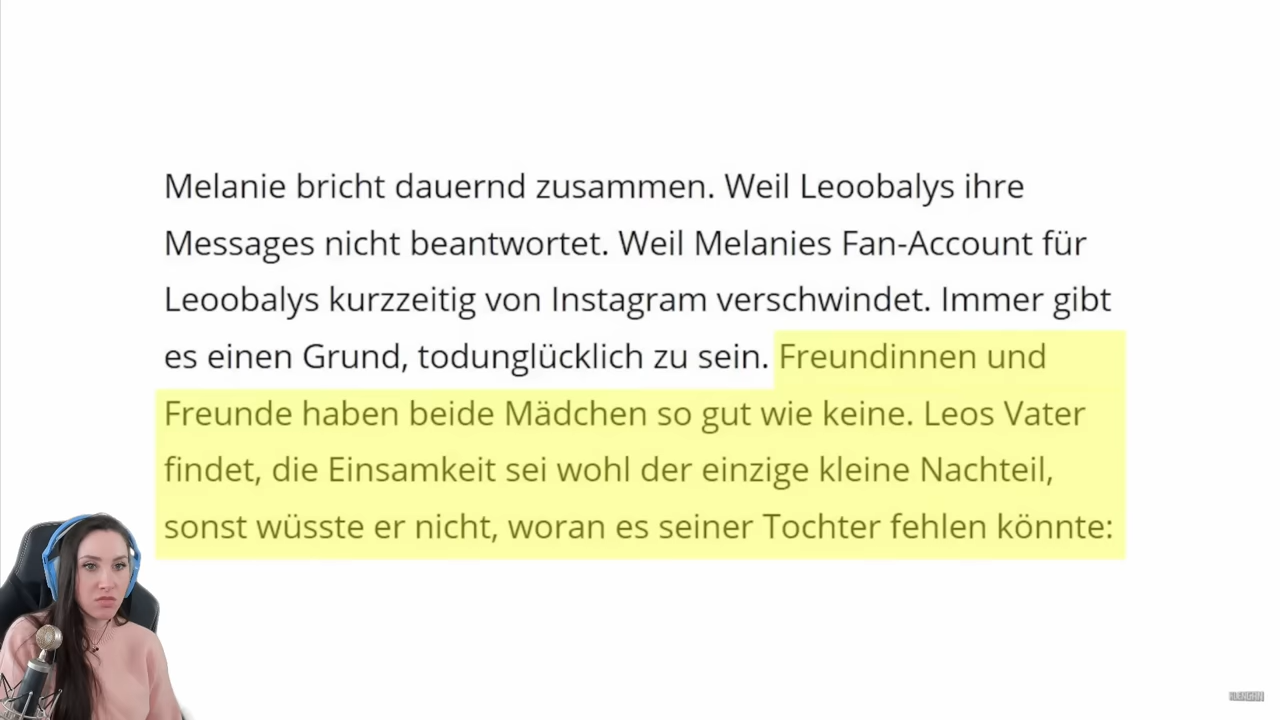 Melanie bricht dauernd zusammen. Weil Leoobalys ihre
Messages nicht beantwortet. Weil Melanies Fan-Account für
Leoobalys kurzzeitig von Instagram verschwindet. Immer gibt
es einen Grund, todunglücklich zu sein. Freundinnen und
Freunde haben beide Mädchen so gut wie keine. Leos Vater
findet, die Einsamkeit sei wohl der einzige kleine Nachteil,
sonst wüsste er nicht, woran es seiner Tochter fehlen könnte: